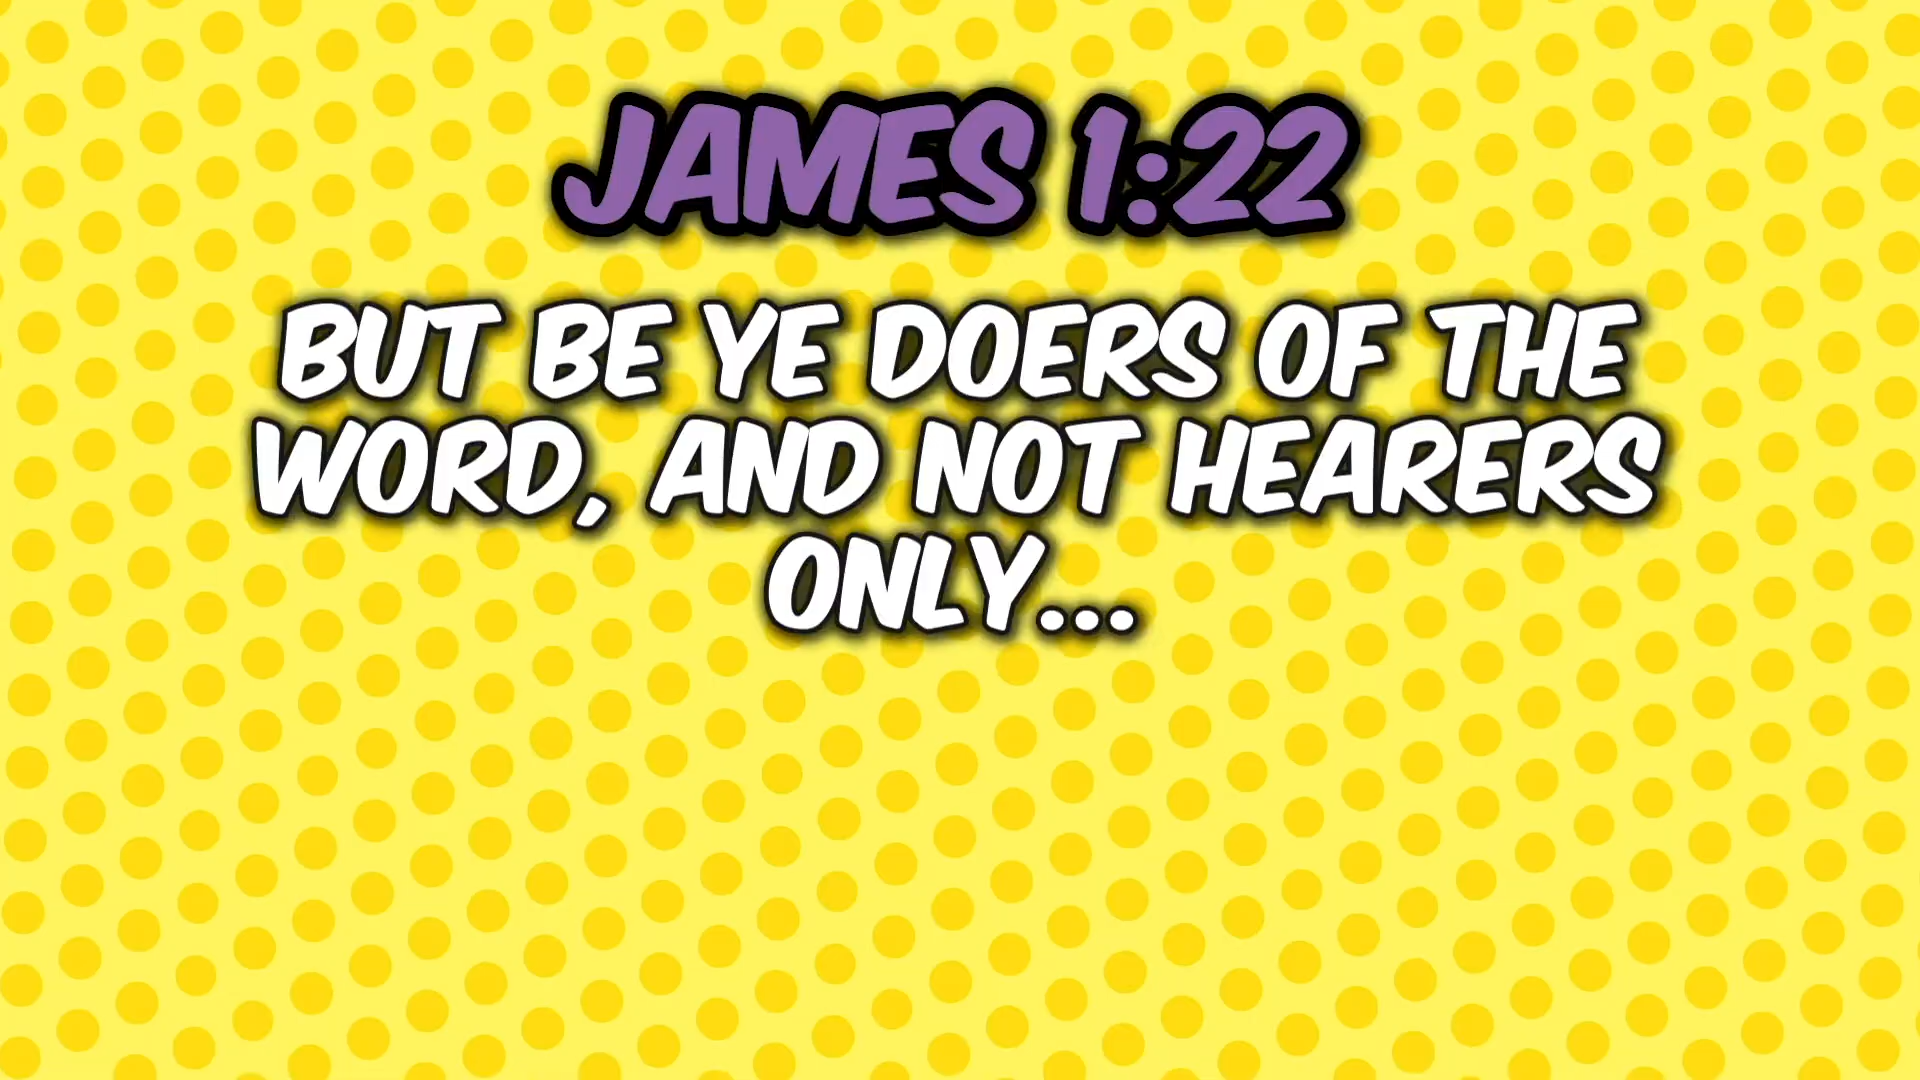 JAMES 1:22
BUT BE YE DOERS OF THE
WORD, AND NOT HEARERS
ONLY...